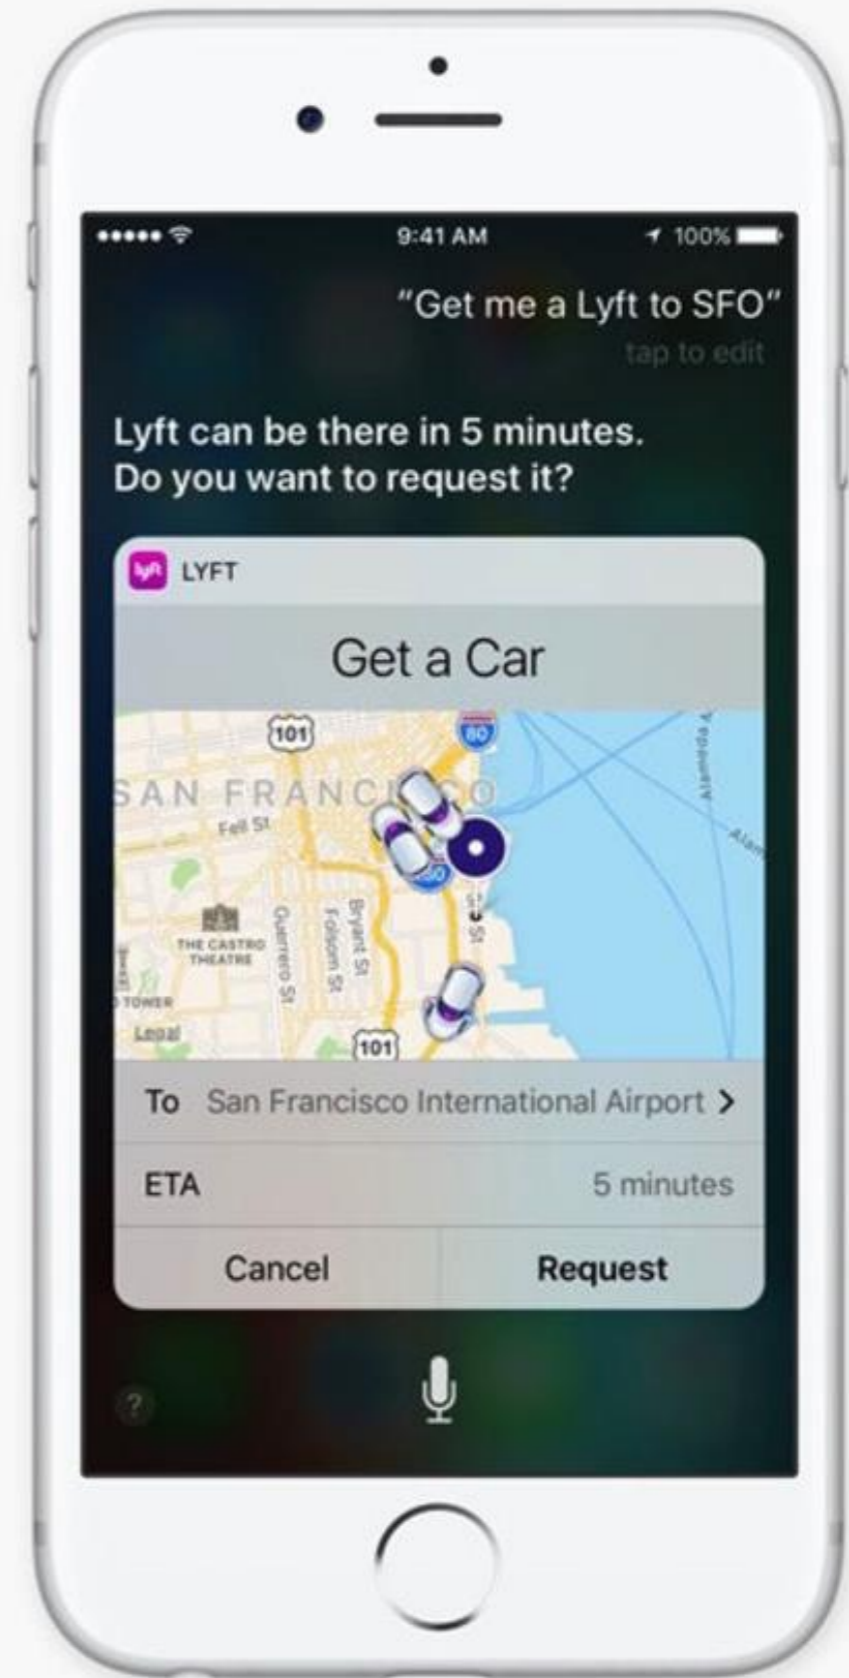 9:41 AM
100%
“Get me a Lyft to SFO”
tap to edit
Lyft can be there in 5 minutes.
Do you want to request it?
lyft LYFT
Get a Car
101
80
SAN FRANCISCO
Fell St
Alameda
THE CASTRO
THEATRE
Guerrero St
Folsom St
Bryant St
TOWER
Legal
101
To San Francisco International Airport >
ETA 5 minutes
Cancel Request
?